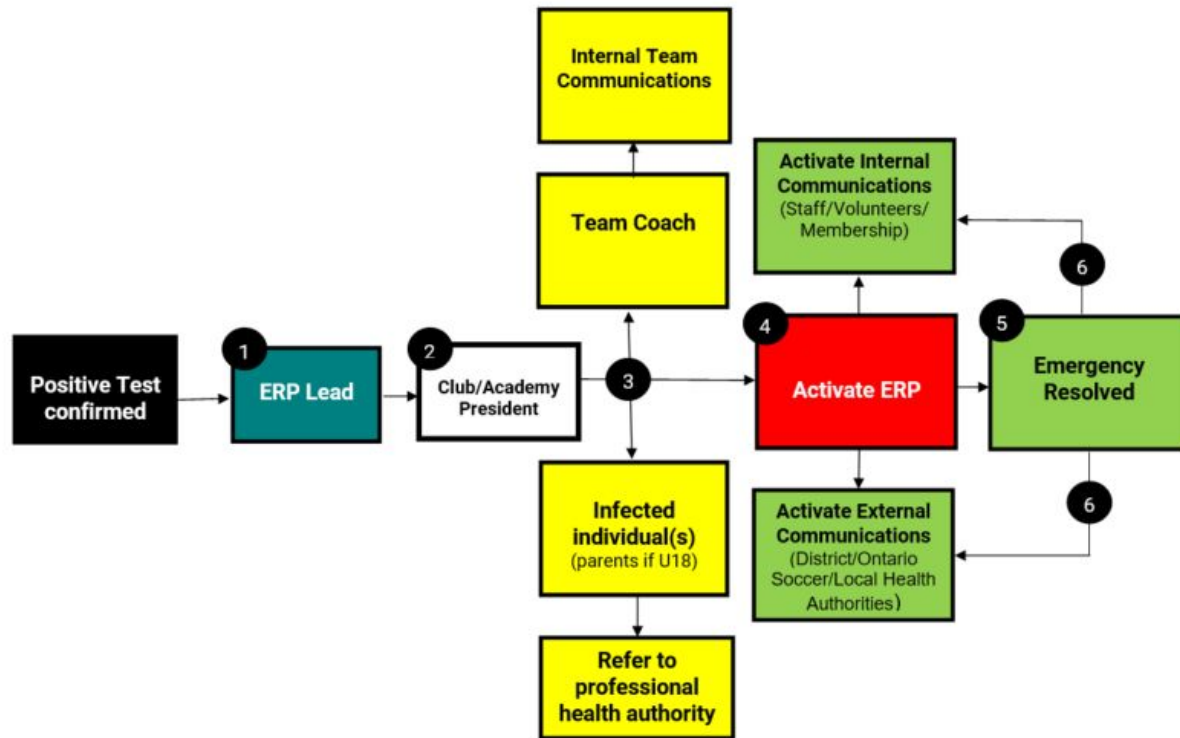 Internal Team
Communications
Team Coach
Activate Internal
Communications
(Staff/Volunteers/
Membership)
6
Positive Test
confirmed
1
ERP Lead
2
Club/Academy
President
3
4
Activate ERP
5
Emergency
Resolved
Infected
individual(s)
(parents if U18)
Activate External
Communications
(District/Ontario
Soccer/Local Health
Authorities)
6
Refer to
professional
health authority